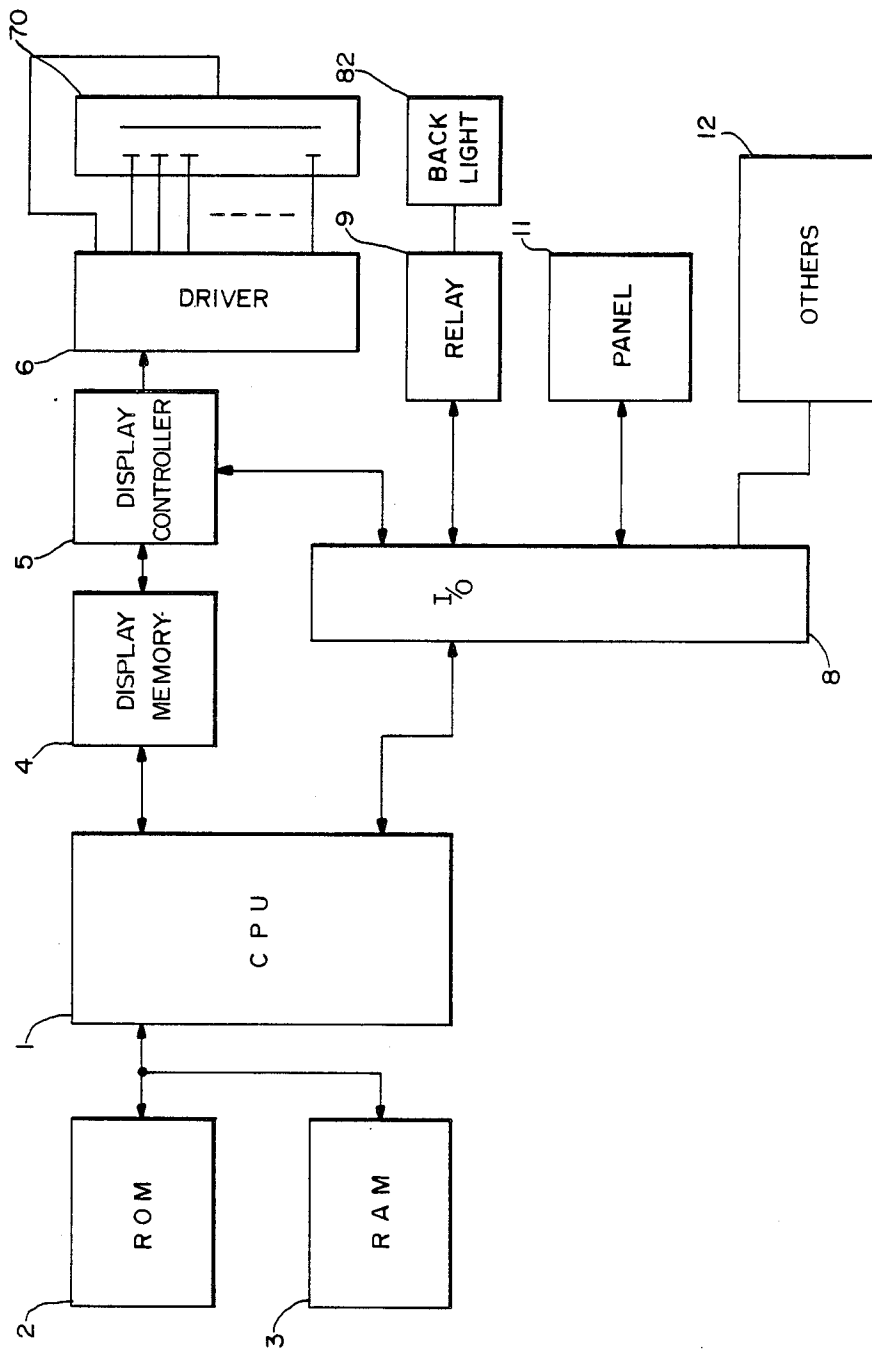 2
ROM
3
RAM
1
CPU
4
DISPLAY
MEMORY-
5
DISPLAY
CONTROLLER
6
DRIVER
70
8
I/O
9
RELAY
82
BACK
LIGHT
11
PANEL
12
OTHERS